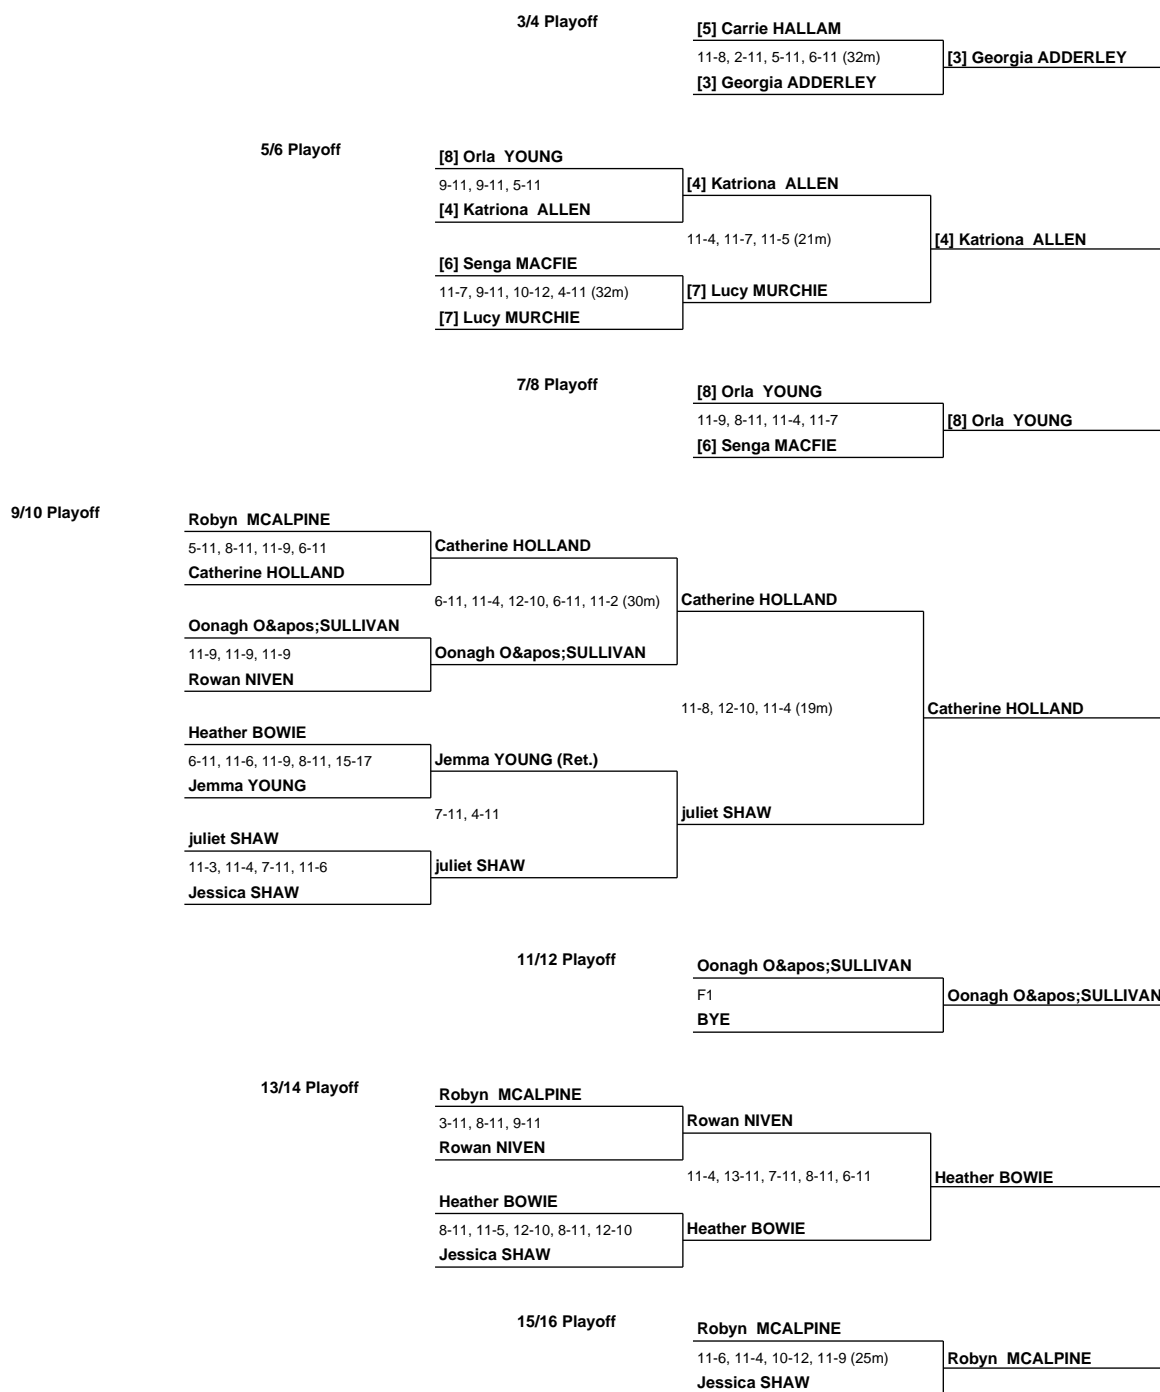 3/4 Playoff
[5] Carrie HALLAM
11-8, 2-11, 5-11, 6-11 (32m)
[3] Georgia ADDERLEY
[3] Georgia ADDERLEY
5/6 Playoff
[8] Orla YOUNG
9-11, 9-11, 5-11
[4] Katriona ALLEN
[4] Katriona ALLEN
11-4, 11-7, 11-5 (21m)
[4] Katriona ALLEN
[6] Senga MACFIE
11-7, 9-11, 10-12, 4-11 (32m)
[7] Lucy MURCHIE
[7] Lucy MURCHIE
7/8 Playoff
[8] Orla YOUNG
11-9, 8-11, 11-4, 11-7
[8] Orla YOUNG
[6] Senga MACFIE
9/10 Playoff
Robyn MCALPINE
5-11, 8-11, 11-9, 6-11
Catherine HOLLAND
Catherine HOLLAND
6-11, 11-4, 12-10, 6-11, 11-2 (30m)
Catherine HOLLAND
Oonagh O&apos;SULLIVAN
11-9, 11-9, 11-9
Oonagh O&apos;SULLIVAN
Rowan NIVEN
11-8, 12-10, 11-4 (19m)
Catherine HOLLAND
Heather BOWIE
6-11, 11-6, 11-9, 8-11, 15-17
Jemma YOUNG (Ret.)
Jemma YOUNG
7-11, 4-11
juliet SHAW
juliet SHAW
11-3, 11-4, 7-11, 11-6
juliet SHAW
Jessica SHAW
11/12 Playoff
Oonagh O&apos;SULLIVAN
F1
Oonagh O&apos;SULLIVAN
BYE
13/14 Playoff
Robyn MCALPINE
3-11, 8-11, 9-11
Rowan NIVEN
Rowan NIVEN
11-4, 13-11, 7-11, 8-11, 6-11
Heather BOWIE
Heather BOWIE
8-11, 11-5, 12-10, 8-11, 12-10
Heather BOWIE
Jessica SHAW
15/16 Playoff
Robyn MCALPINE
11-6, 11-4, 10-12, 11-9 (25m)
Robyn MCALPINE
Jessica SHAW